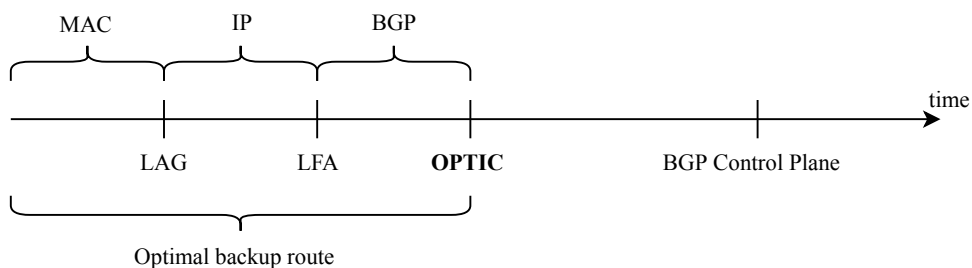 MAC IP BGP
time
LAG LFA OPTIC BGP Control Plane
Optimal backup route